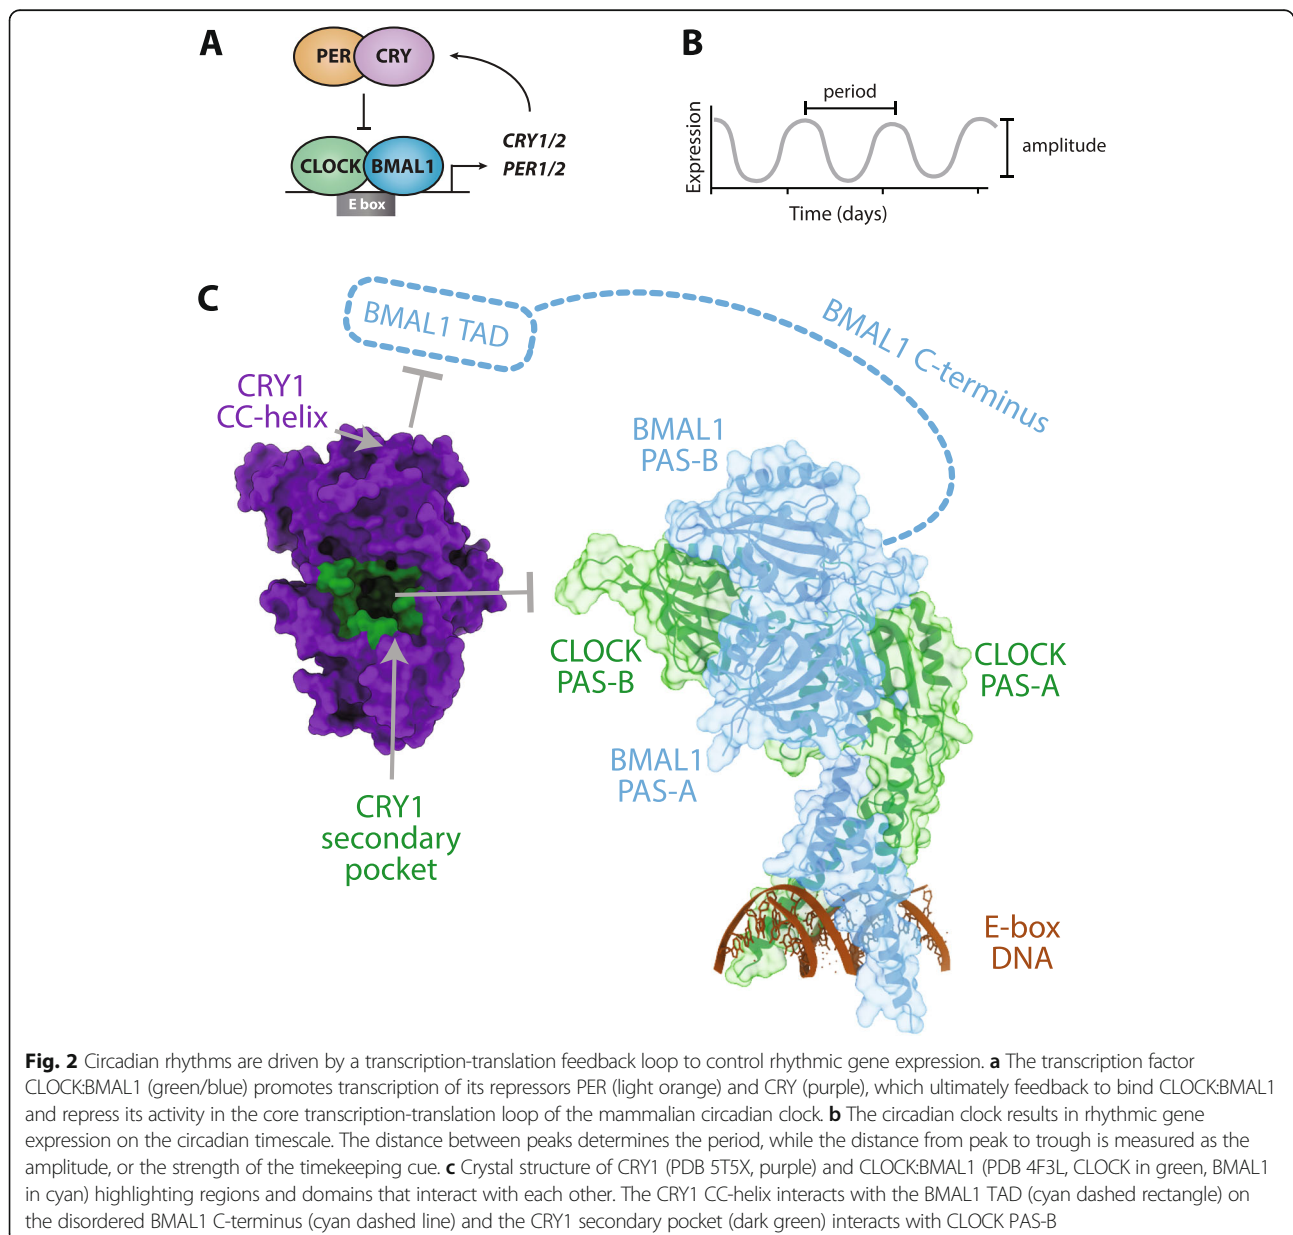 A
PER
CRY
CLOCK
BMAL1
E box
CRY1/2
PER1/2
B
Expression
period
amplitude
Time (days)
C
BMAL1 TAD
BMAL1 C-terminus
CRY1
CC-helix
BMAL1
PAS-B
CLOCK
PAS-B
CLOCK
PAS-A
BMAL1
PAS-A
CRY1
secondary
pocket
E-box
DNA
Fig. 2 Circadian rhythms are driven by a transcription-translation feedback loop to control rhythmic gene expression. a The transcription factor
CLOCK:BMAL1 (green/blue) promotes transcription of its repressors PER (light orange) and CRY (purple), which ultimately feedback to bind CLOCK:BMAL1
and repress its activity in the core transcription-translation loop of the mammalian circadian clock. b The circadian clock results in rhythmic gene
expression on the circadian timescale. The distance between peaks determines the period, while the distance from peak to trough is measured as the
amplitude, or the strength of the timekeeping cue. c Crystal structure of CRY1 (PDB 5T5X, purple) and CLOCK:BMAL1 (PDB 4F3L, CLOCK in green, BMAL1
in cyan) highlighting regions and domains that interact with each other. The CRY1 CC-helix interacts with the BMAL1 TAD (cyan dashed rectangle) on
the disordered BMAL1 C-terminus (cyan dashed line) and the CRY1 secondary pocket (dark green) interacts with CLOCK PAS-B